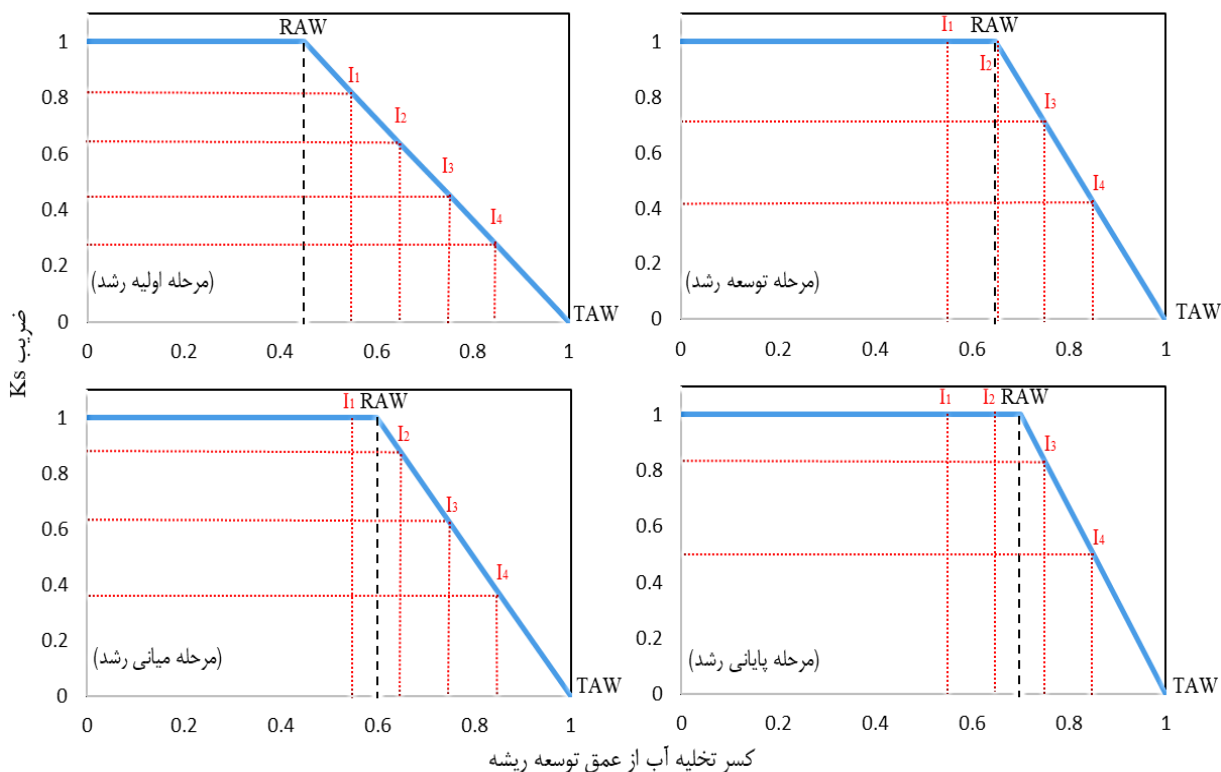 RAW
1
I1
0.8
I2
0.6
I3
0.4
I4
0.2
(مرحله اولیه رشد)
0
TAW
0 0.2 0.4 0.6 0.8 1
I1 RAW
1
I2
I3
0.8
0.6
I4
0.4
0.2
(مرحله توسعه رشد)
0
TAW
0 0.2 0.4 0.6 0.8 1
ضریب Ks
I1 RAW
1
I2
0.8
I3
0.6
I4
0.4
0.2
(مرحله میانی رشد)
0
TAW
0 0.2 0.4 0.6 0.8 1
I1 I2 RAW
1
I3
0.8
0.6
I4
0.4
0.2
(مرحله پایانی رشد)
0
TAW
0 0.2 0.4 0.6 0.8 1
کسر تخلیه آب از عمق توسعه ریشه